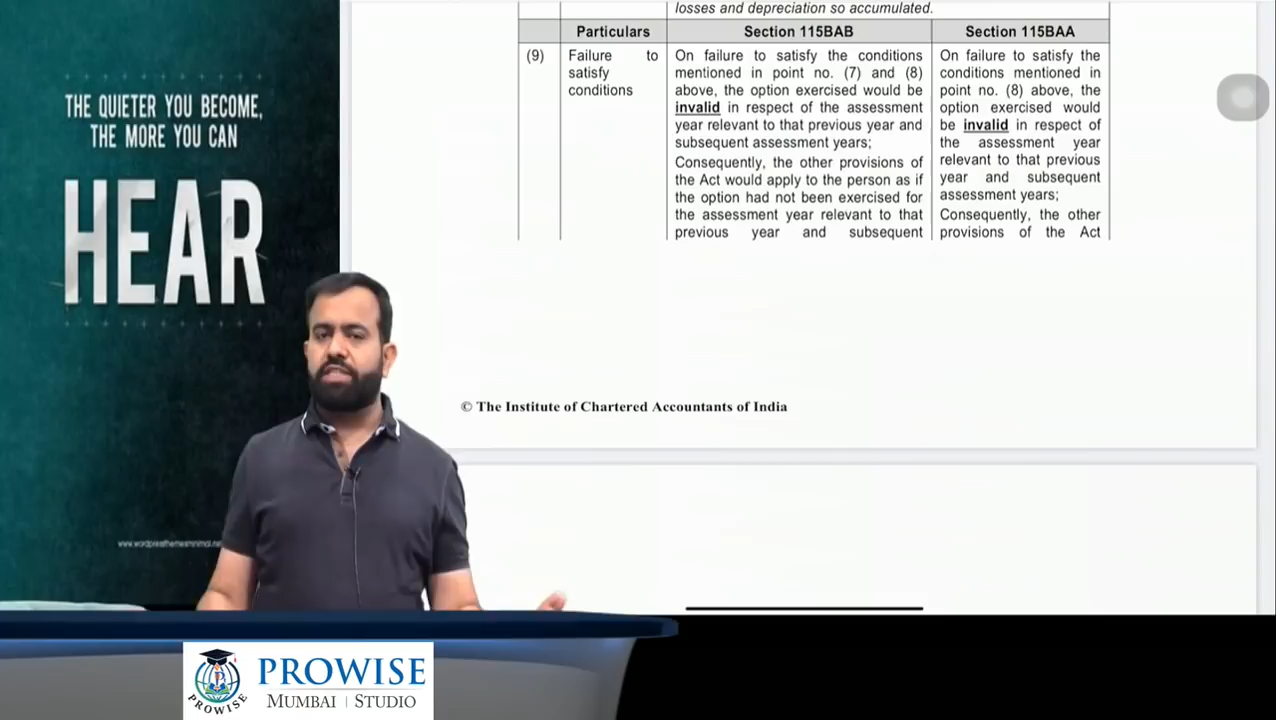 THE QUIETER YOU BECOME,
THE MORE YOU CAN
HEAR
losses and depreciation so accumulated.
Particulars
Section 115BAB
Section 115BAA
(9)
Failure to
satisfy
conditions
On failure to satisfy the conditions
mentioned in point no. (7) and (8)
above, the option exercised would be
invalid in respect of the assessment
year relevant to that previous year and
subsequent assessment years;
Consequently, the other provisions of
the Act would apply to the person as if
the option had not been exercised for
the assessment year relevant to that
previous year and subsequent
On failure to satisfy the
conditions mentioned in
point no. (8) above, the
option exercised would
be invalid in respect of
the assessment year
relevant to that previous
year and subsequent
assessment years;
Consequently, the other
provisions of the Act
© The Institute of Chartered Accountants of India
PROWISE
PROWISE
MUMBAI | STUDIO